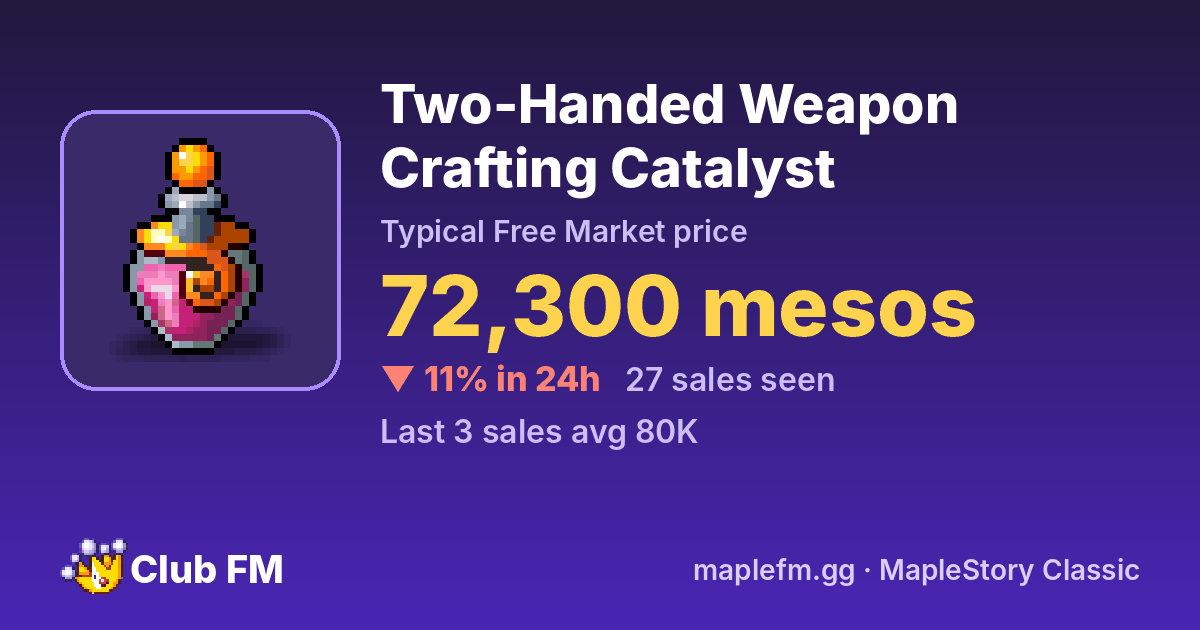 Two-Handed Weapon
Crafting Catalyst
Typical Free Market price
72,300 mesos
▼ 11% in 24h 27 sales seen
Last 3 sales avg 80K
Club FM
maplefm.gg · MapleStory Classic